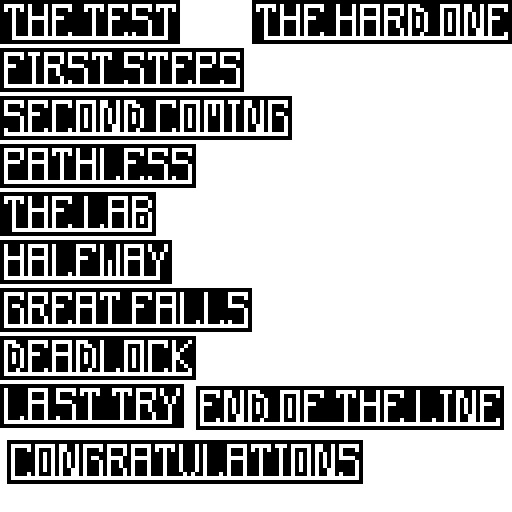 THE TEST THE HARD ONE
FIRST STEPS
SECOND COMING
PATHLESS
THE LAB
HALFWAY
GREAT FALLS
DEADLOCK
LAST TRY END OF THE LINE
CONGRATULATIONS